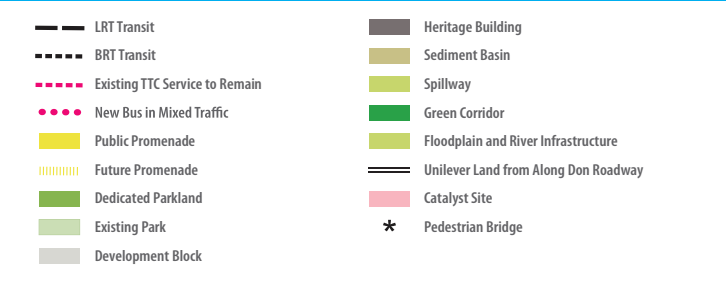 LRT Transit
BRT Transit
Existing TTC Service to Remain
New Bus in Mixed Traffic
Public Promenade
Future Promenade
Dedicated Parkland
Existing Park
Development Block
Heritage Building
Sediment Basin
Spillway
Green Corridor
Floodplain and River Infrastructure
Unilever Land from Along Don Roadway
Catalyst Site
* Pedestrian Bridge